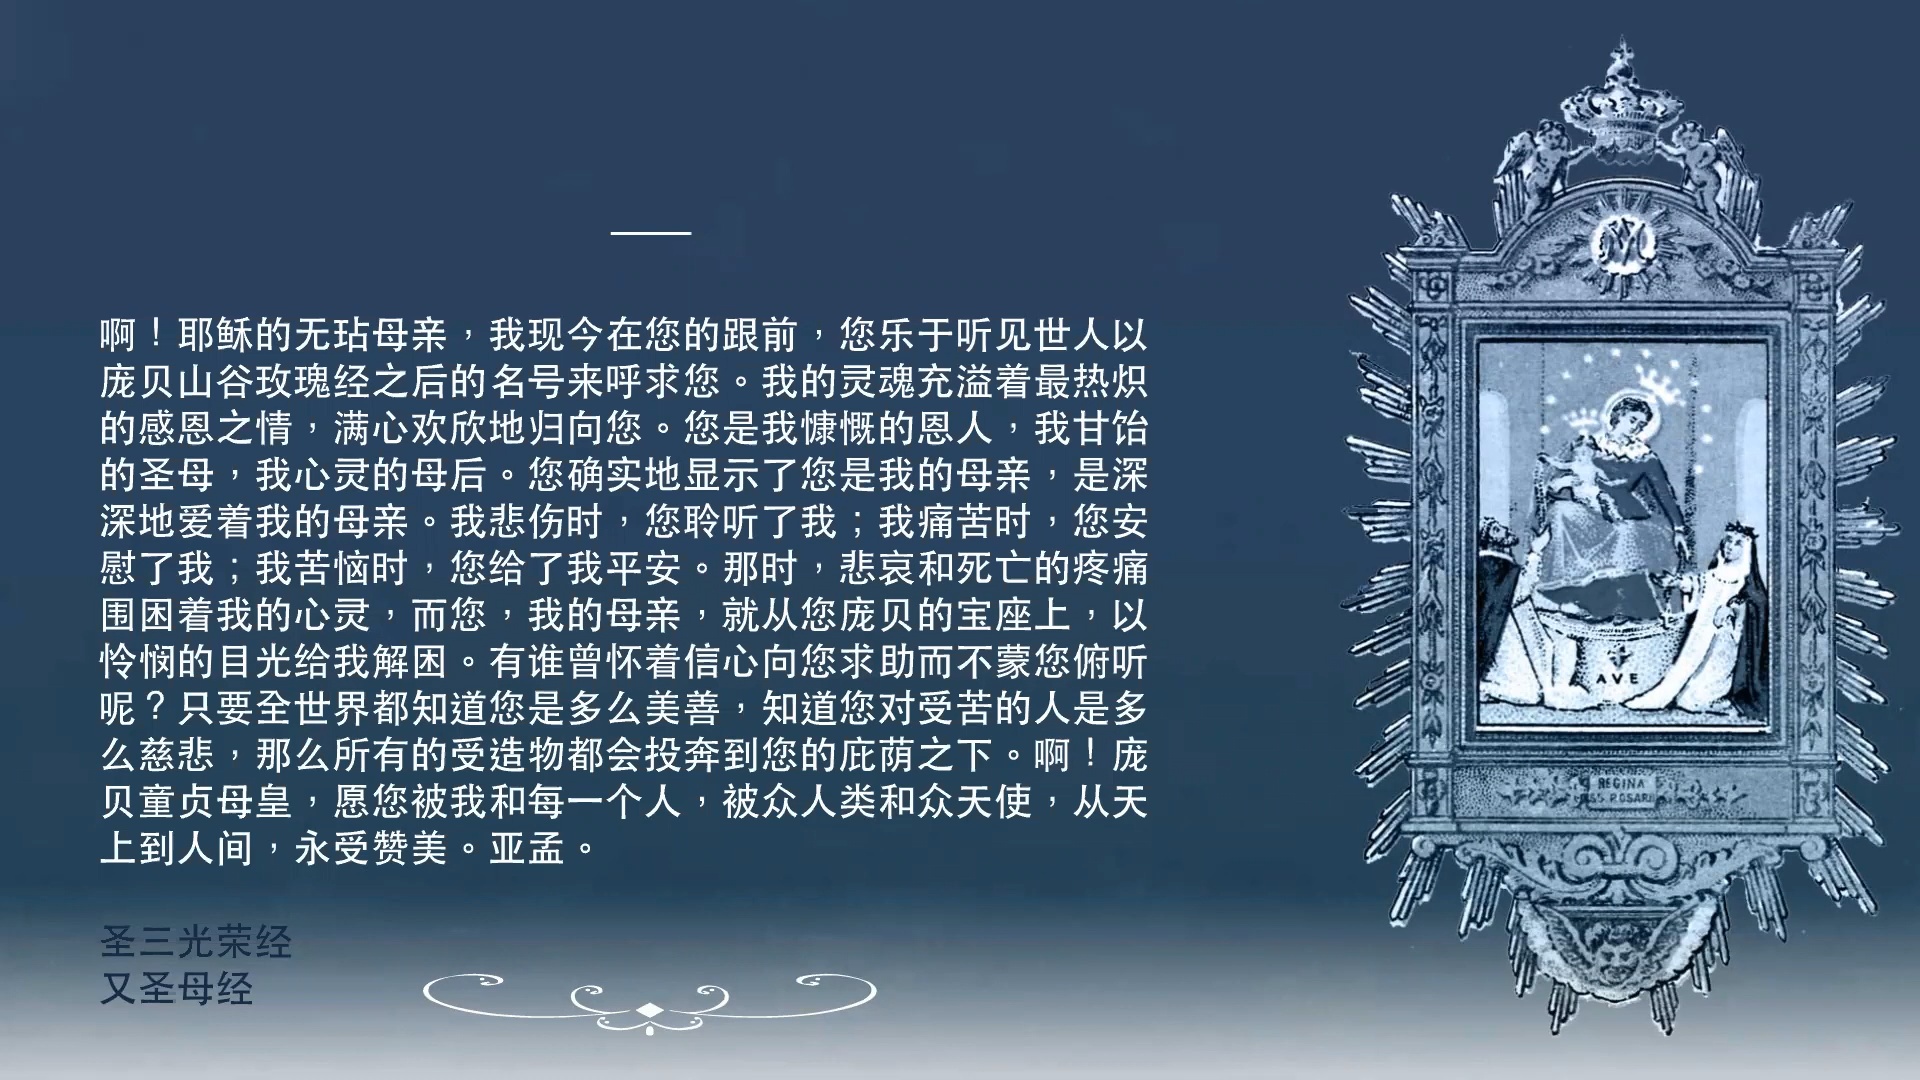 啊！耶稣的无玷母亲，我现今在您的跟前，您乐于听见世人以
庞贝山谷玫瑰经之后的名号来呼求您。我的灵魂充溢着最热炽
的感恩之情，满心欢欣地归向您。您是我慷慨的恩人，我甘饴
的圣母，我心灵的母后。您确实地显示了您是我的母亲，是深
深地爱着我的母亲。我悲伤时，您聆听了我；我痛苦时，您安
慰了我；我苦恼时，您给了我平安。那时，悲哀和死亡的疼痛
围困着我的心灵，而您，我的母亲，就从您庞贝的宝座上，以
怜悯的目光给我解困。有谁曾怀着信心向您求助而不蒙您俯听
呢？只要全世界都知道您是多么美善，知道您对受苦的人是多
么慈悲，那么所有的受造物都会投奔到您的庇荫之下。啊！庞
贝童贞母皇，愿您被我和每一个人，被众人类和众天使，从天
上到人间，永受赞美。亚孟。
圣三光荣经
又圣母经
AVE
REGINA
SS ROSARI